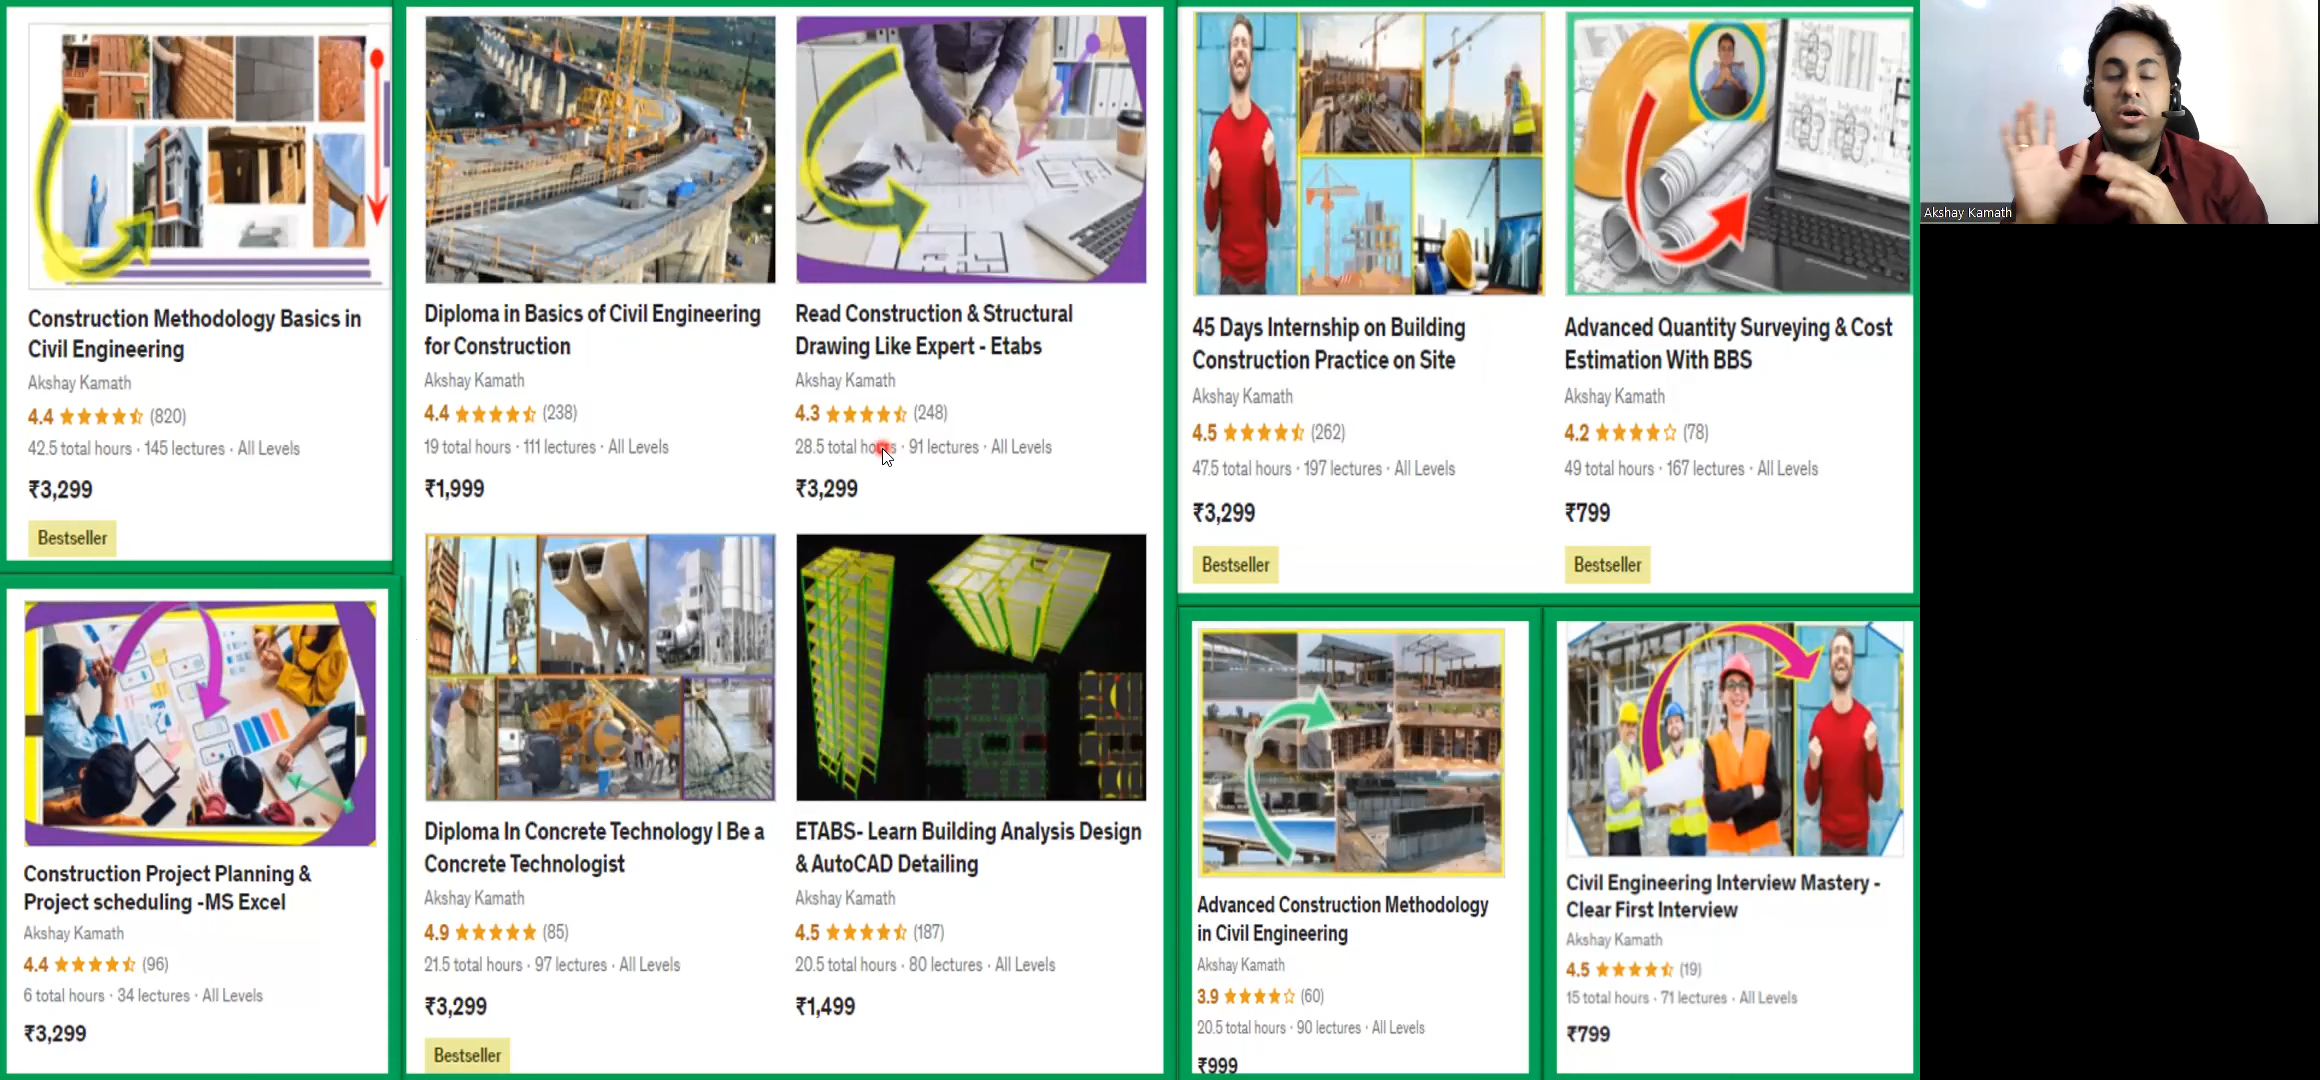 Construction Methodology Basics in
Civil Engineering
Akshay Kamath
4.4 (820)
42.5 total hours · 145 lectures · All Levels
₹3,299
Bestseller
Diploma in Basics of Civil Engineering
for Construction
Akshay Kamath
4.4 (238)
19 total hours · 111 lectures · All Levels
₹1,999
Read Construction & Structural
Drawing Like Expert - Etabs
Akshay Kamath
4.3 (248)
28.5 total hours · 91 lectures · All Levels
₹3,299
45 Days Internship on Building
Construction Practice on Site
Akshay Kamath
4.5 (262)
47.5 total hours · 197 lectures · All Levels
₹3,299
Bestseller
Advanced Quantity Surveying & Cost
Estimation With BBS
Akshay Kamath
4.2 (78)
49 total hours · 167 lectures · All Levels
₹799
Bestseller
Akshay Kamath
Construction Project Planning &
Project scheduling -MS Excel
Akshay Kamath
4.4 (96)
6 total hours · 34 lectures · All Levels
₹3,299
Diploma In Concrete Technology I Be a
Concrete Technologist
Akshay Kamath
4.9 (85)
21.5 total hours · 97 lectures · All Levels
₹3,299
Bestseller
ETABS- Learn Building Analysis Design
& AutoCAD Detailing
Akshay Kamath
4.5 (187)
20.5 total hours · 80 lectures · All Levels
₹1,499
Advanced Construction Methodology
in Civil Engineering
Akshay Kamath
3.9 (60)
20.5 total hours · 90 lectures · All Levels
₹999
Civil Engineering Interview Mastery -
Clear First Interview
Akshay Kamath
4.5 (19)
15 total hours · 71 lectures · All Levels
₹799